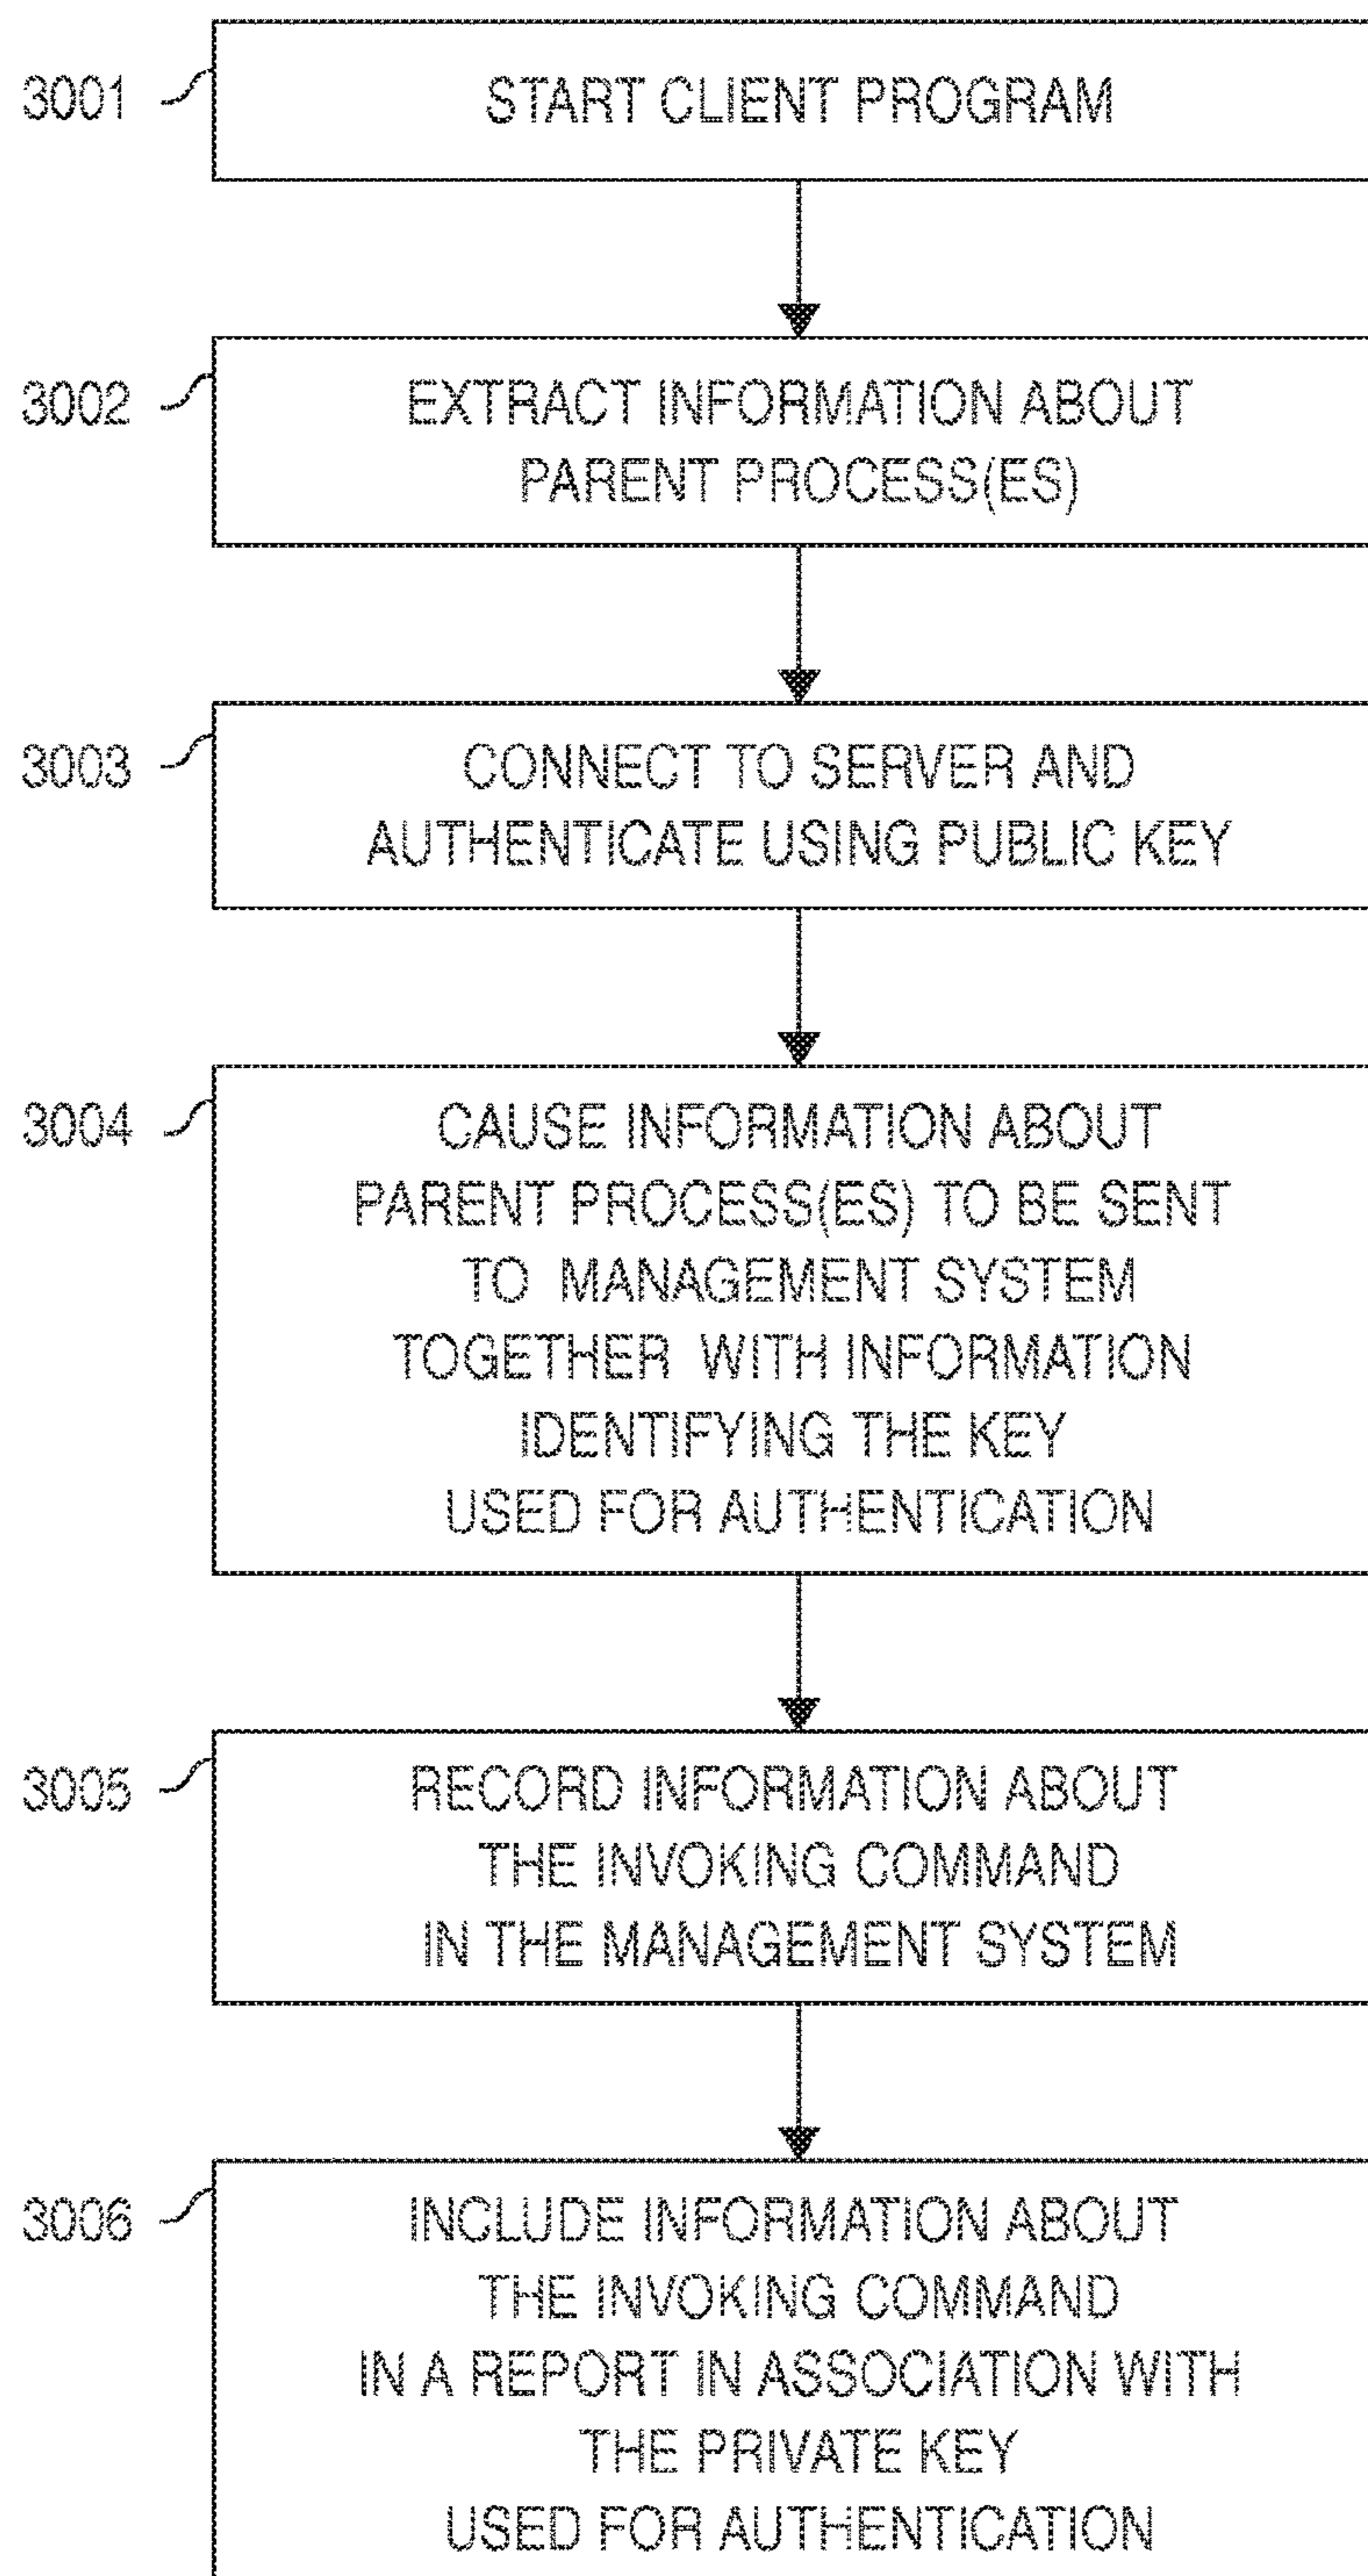 3001
START CLIENT PROGRAM
3002
EXTRACT INFORMATION ABOUT
PARENT PROCESS(ES)
3003
CONNECT TO SERVER AND
AUTHENTICATE USING PUBLIC KEY
3004
CAUSE INFORMATION ABOUT
PARENT PROCESS(ES) TO BE SENT
TO MANAGEMENT SYSTEM
TOGETHER WITH INFORMATION
IDENTIFYING THE KEY
USED FOR AUTHENTICATION
3005
RECORD INFORMATION ABOUT
THE INVOKING COMMAND
IN THE MANAGEMENT SYSTEM
3006
INCLUDE INFORMATION ABOUT
THE INVOKING COMMAND
IN A REPORT IN ASSOCIATION WITH
THE PRIVATE KEY
USED FOR AUTHENTICATION